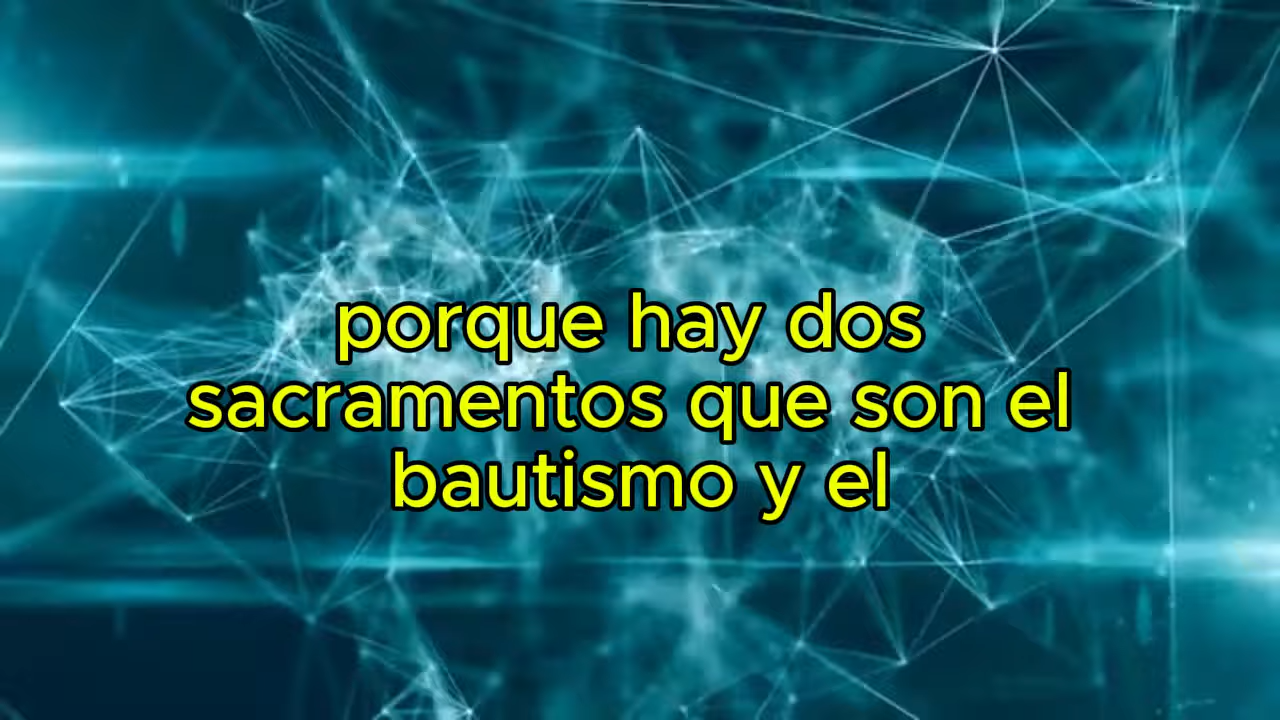 porque hay dos
sacramentos que son el
bautismo y el